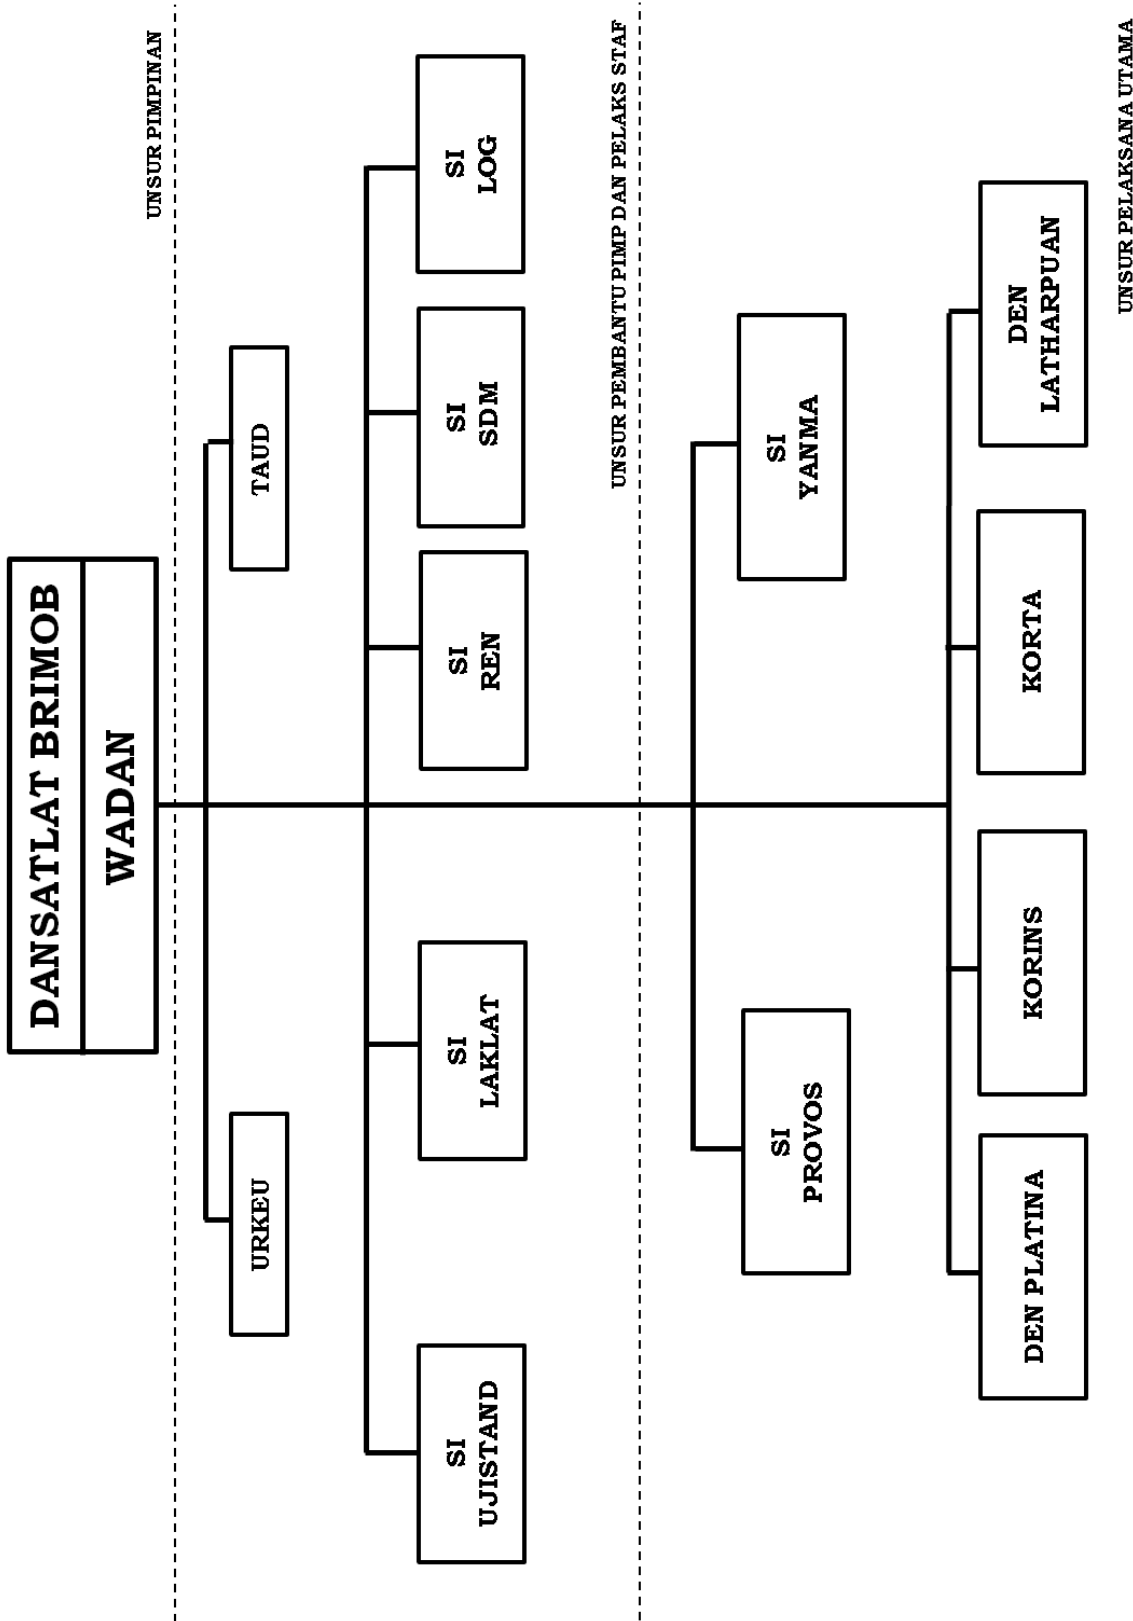 DANSATLAT BRIMOB
WADAN
UNSUR PIMPINAN
URKEU
TAUD
SI
UJISTAND
SI
LAKLAT
SI
REN
SI
SDM
SI
LOG
UNSUR PEMBANTU PIMP DAN PELAKS STAF
SI
PROVOS
SI
YANMA
DEN PLATINA
KORINS
KORTA
DEN
LATHARPUAN
UNSUR PELAKSANA UTAMA